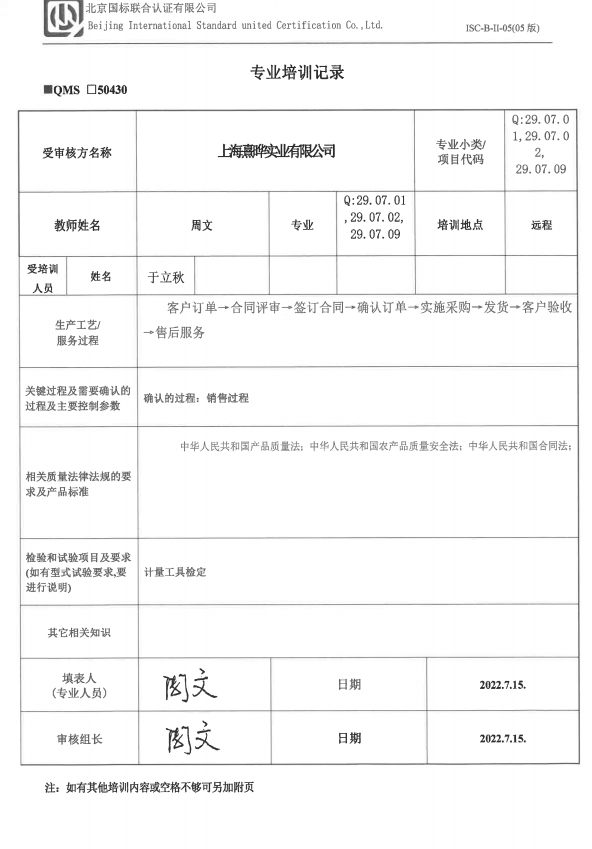 北京国标联合认证有限公司
Beijing International Standard united Certification Co.,Ltd.
ISC-B-II-05(05 版)
专业培训记录
■QMS □50430
受审核方名称
上海熹晔实业有限公司
专业小类/
项目代码
Q:29.07.0
1,29.07.0
2,
29.07.09
教师姓名
周文
专业
Q:29.07.01
,29.07.02,
29.07.09
培训地点
远程
受培训
人员
姓名
于立秋
生产工艺/
服务过程
客户订单→合同评审→签订合同→确认订单→实施采购→发货→客户验收
→售后服务
关键过程及需要确认的
过程及主要控制参数
确认的过程：销售过程
相关质量法律法规的要
求及产品标准
中华人民共和国产品质量法；中华人民共和国农产品质量安全法；中华人民共和国合同法；
检验和试验项目及要求
(如有型式试验要求,要
进行说明)
计量工具检定
其它相关知识
填表人
（专业人员）
周文
日期
2022.7.15.
审核组长
周文
日期
2022.7.15.
注：如有其他培训内容或空格不够可另加附页